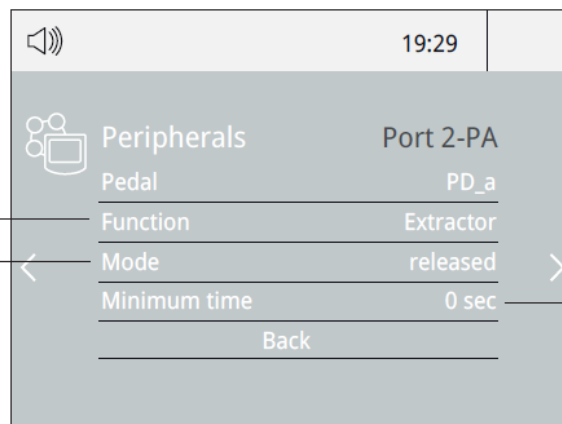 19:29
Peripherals Port 2-PA
Pedal PD_a
Function Extractor
Mode released
Minimum time 0 sec
Back